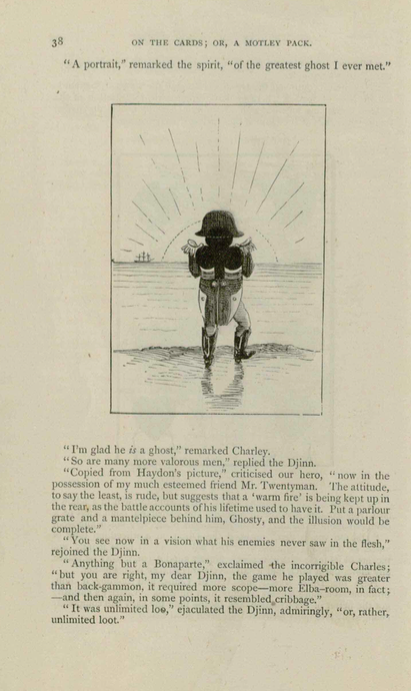 38
ON THE CARDS; OR, A MOTLEY PACK.
"A portrait," remarked the spirit, "of the greatest ghost I ever met."
"I'm glad he is a ghost," remarked Charley.
"So are many more valorous men," replied the Djinn.
"Copied from Haydon's picture," criticised our hero, "now in the
possession of my much esteemed friend Mr. Twentyman. The attitude,
to say the least, is rude, but suggests that a 'warm fire' is being kept up in
the rear, as the battle accounts of his lifetime used to have it. Put a parlour
grate and a mantelpiece behind him, Ghosty, and the illusion would be
complete."
"You see now in a vision what his enemies never saw in the flesh,"
rejoined the Djinn.
"Anything but a Bonaparte," exclaimed the incorrigible Charles;
"but you are right, my dear Djinn, the game he played was greater
than back-gammon, it required more scope—more Elba-room, in fact;
—and then again, in some points, it resembled cribbage."
"It was unlimited loo," ejaculated the Djinn, admiringly, "or, rather,
unlimited loot."